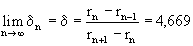 lim δn = δ = (rn − rn−1) / (rn+1 − rn) = 4,669
n→∞